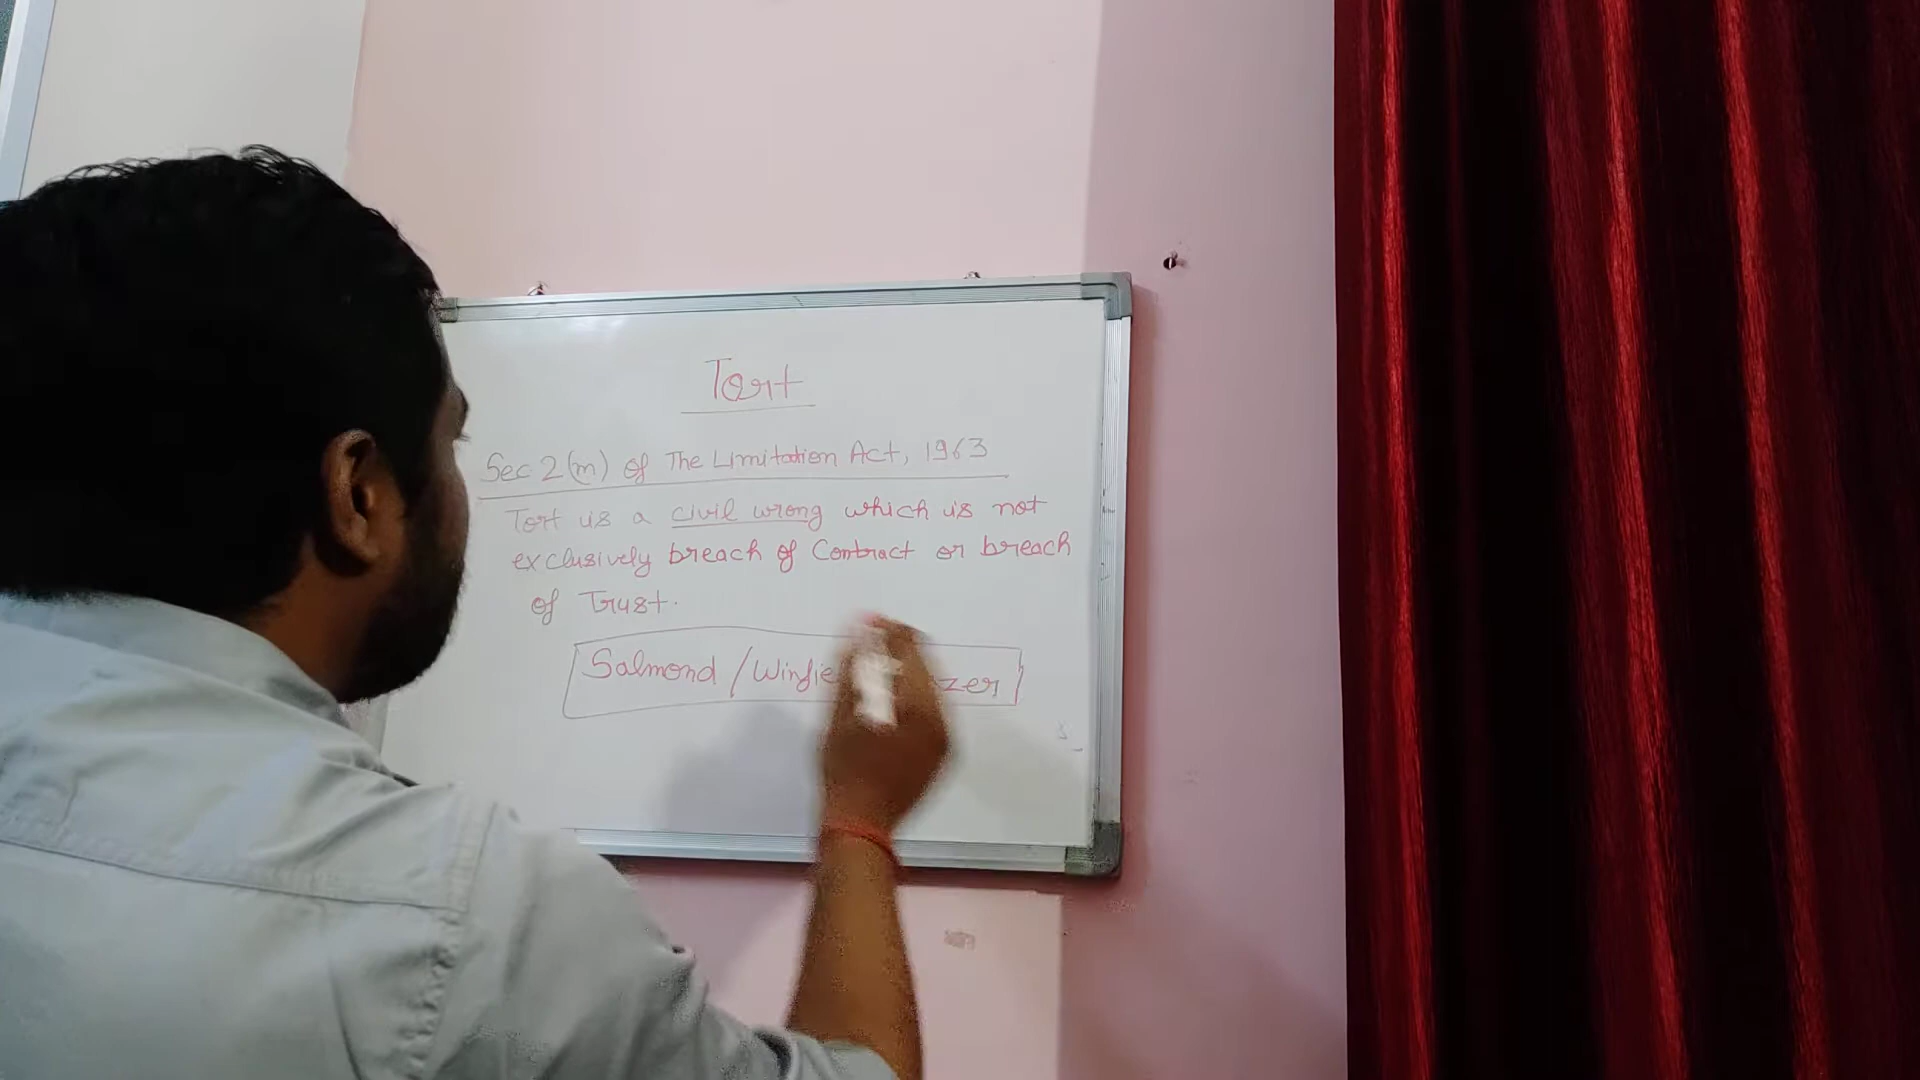 Tort
Sec 2(m) of The Limitation Act, 1963
Tort is a civil wrong which is not
exclusively breach of Contract or breach
of Trust.
Salmond /